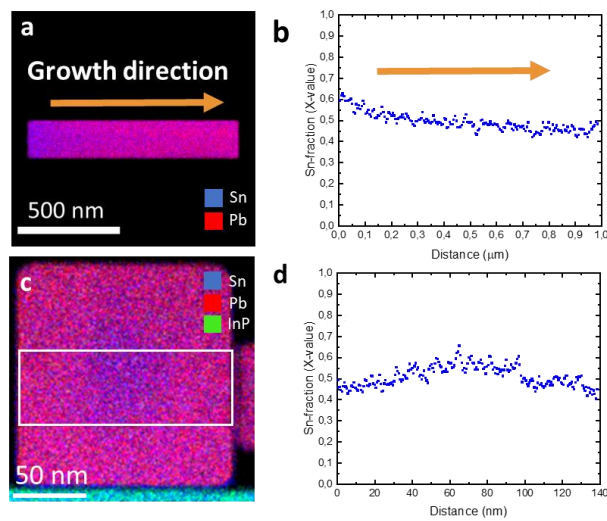 a
Growth direction
500 nm
Sn
Pb
b
Sn-fraction (X-value)
1,0
0,9
0,8
0,7
0,6
0,5
0,4
0,3
0,2
0,1
0,0
0,0 0,1 0,2 0,3 0,4 0,5 0,6 0,7 0,8 0,9 1,0
Distance (μm)
c
Sn
Pb
InP
50 nm
d
Sn-fraction (X-value)
1,0
0,9
0,8
0,7
0,6
0,5
0,4
0,3
0,2
0,1
0,0
0 20 40 60 80 100 120 140
Distance (nm)